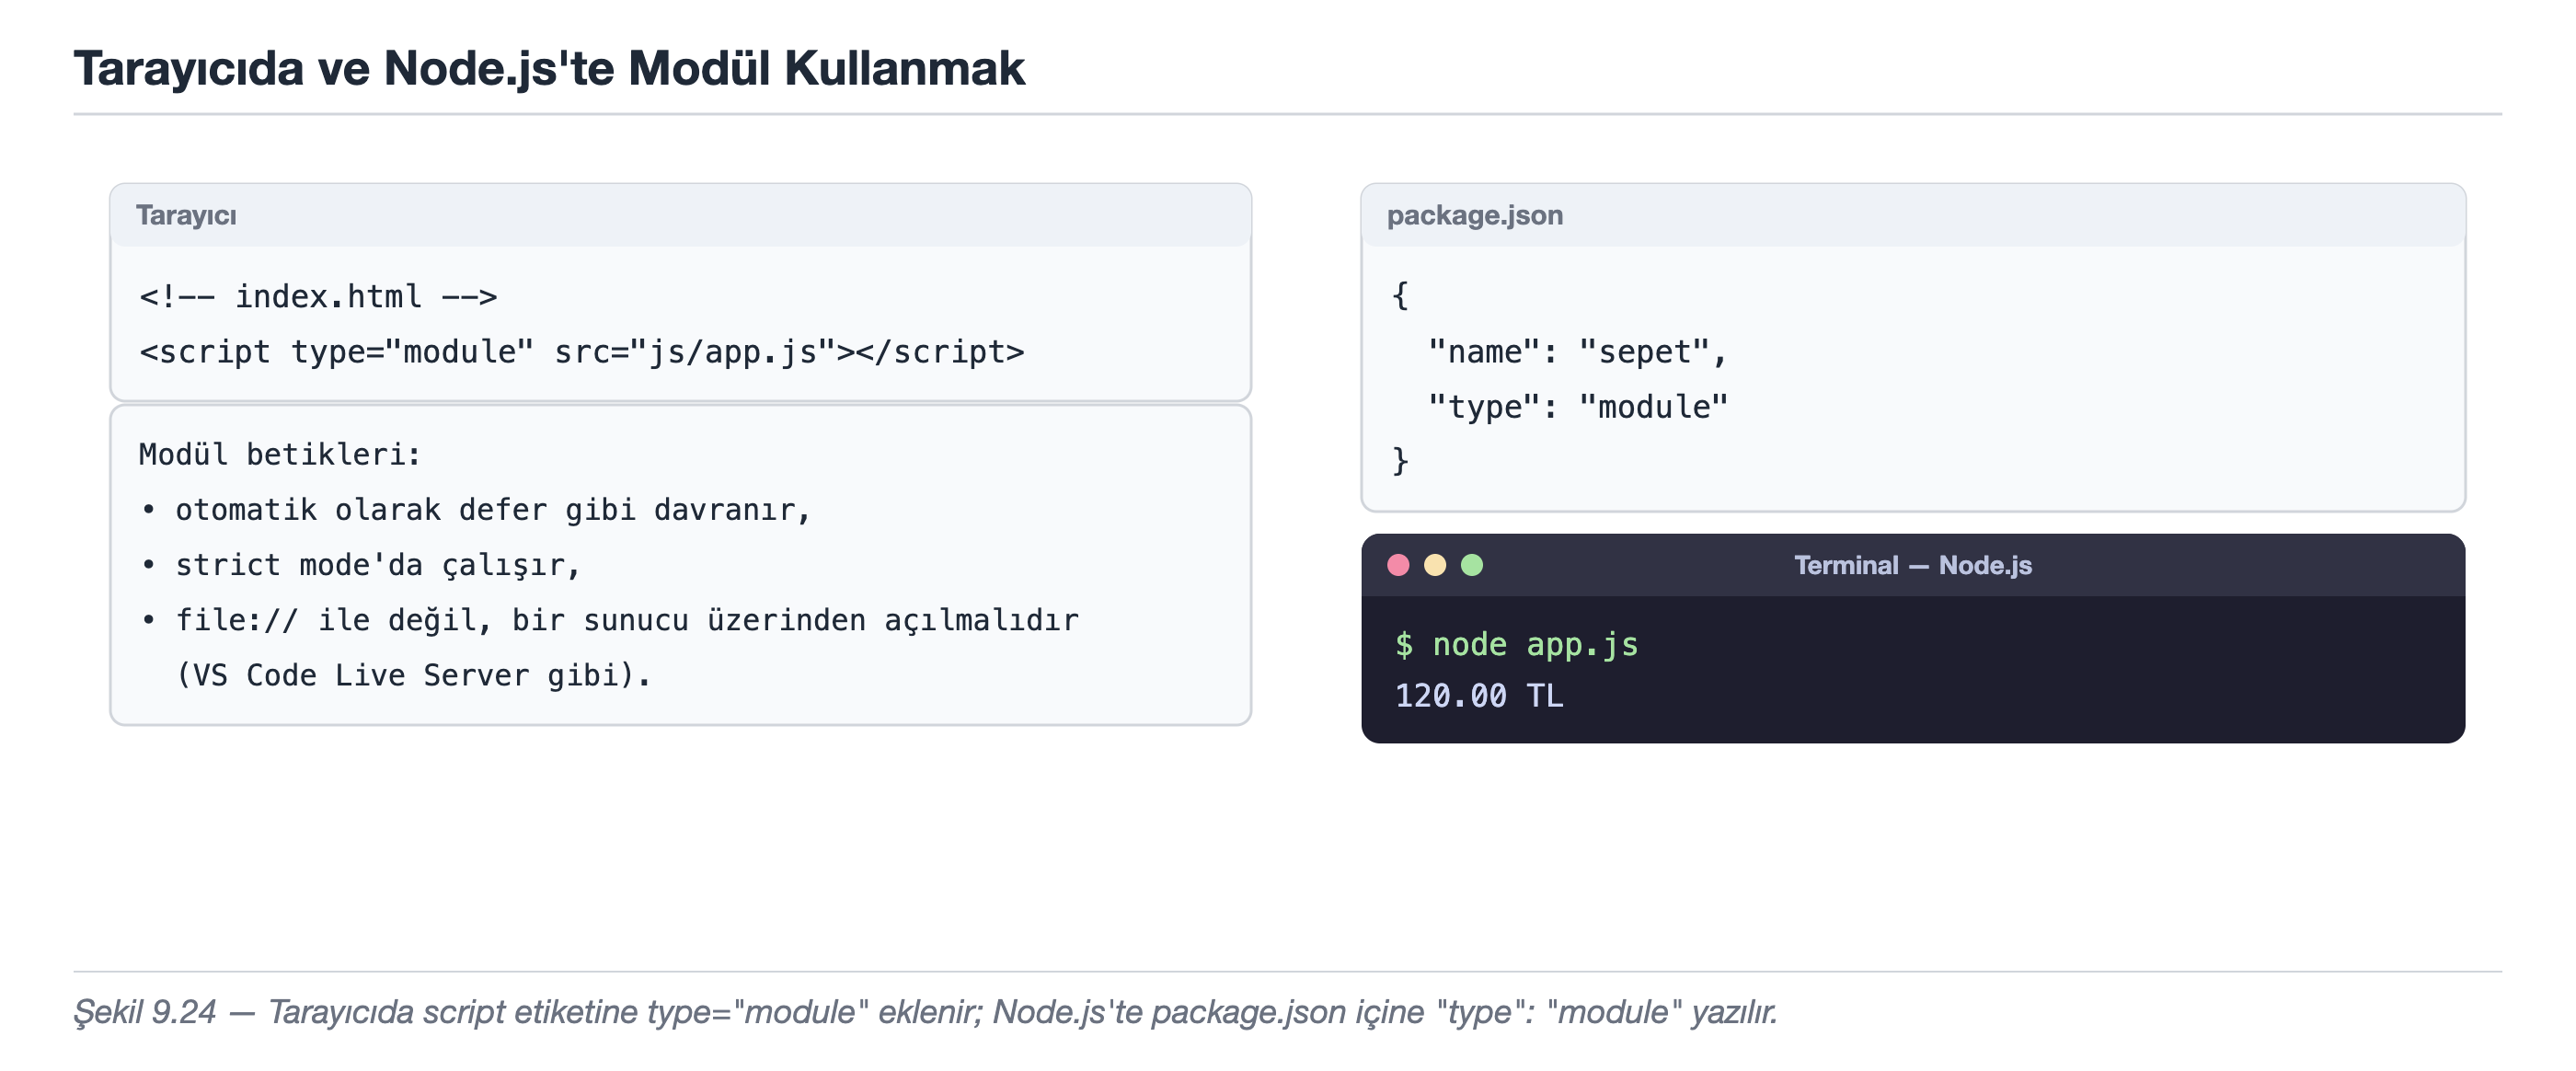 Tarayıcıda ve Node.js'te Modül Kullanmak
Tarayıcı
<!-- index.html -->
<script type="module" src="js/app.js"></script>
Modül betikleri:
• otomatik olarak defer gibi davranır,
• strict mode'da çalışır,
• file:// ile değil, bir sunucu üzerinden açılmalıdır
(VS Code Live Server gibi).
package.json
{
"name": "sepet",
"type": "module"
}
Terminal — Node.js
$ node app.js
120.00 TL
Şekil 9.24 — Tarayıcıda script etiketine type="module" eklenir; Node.js'te package.json içine "type": "module" yazılır.